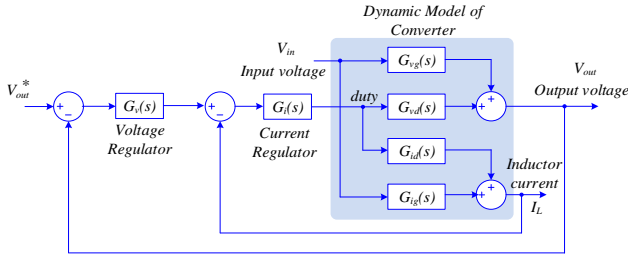 Dynamic Model of
Converter
V_in
Input voltage
G_vg(s)
V_out
Output voltage
V_out*
+
−
G_v(s)
Voltage
Regulator
+
−
G_i(s)
Current
Regulator
duty
G_vd(s)
+
+
G_id(s)
G_ig(s)
+
+
Inductor
current
I_L